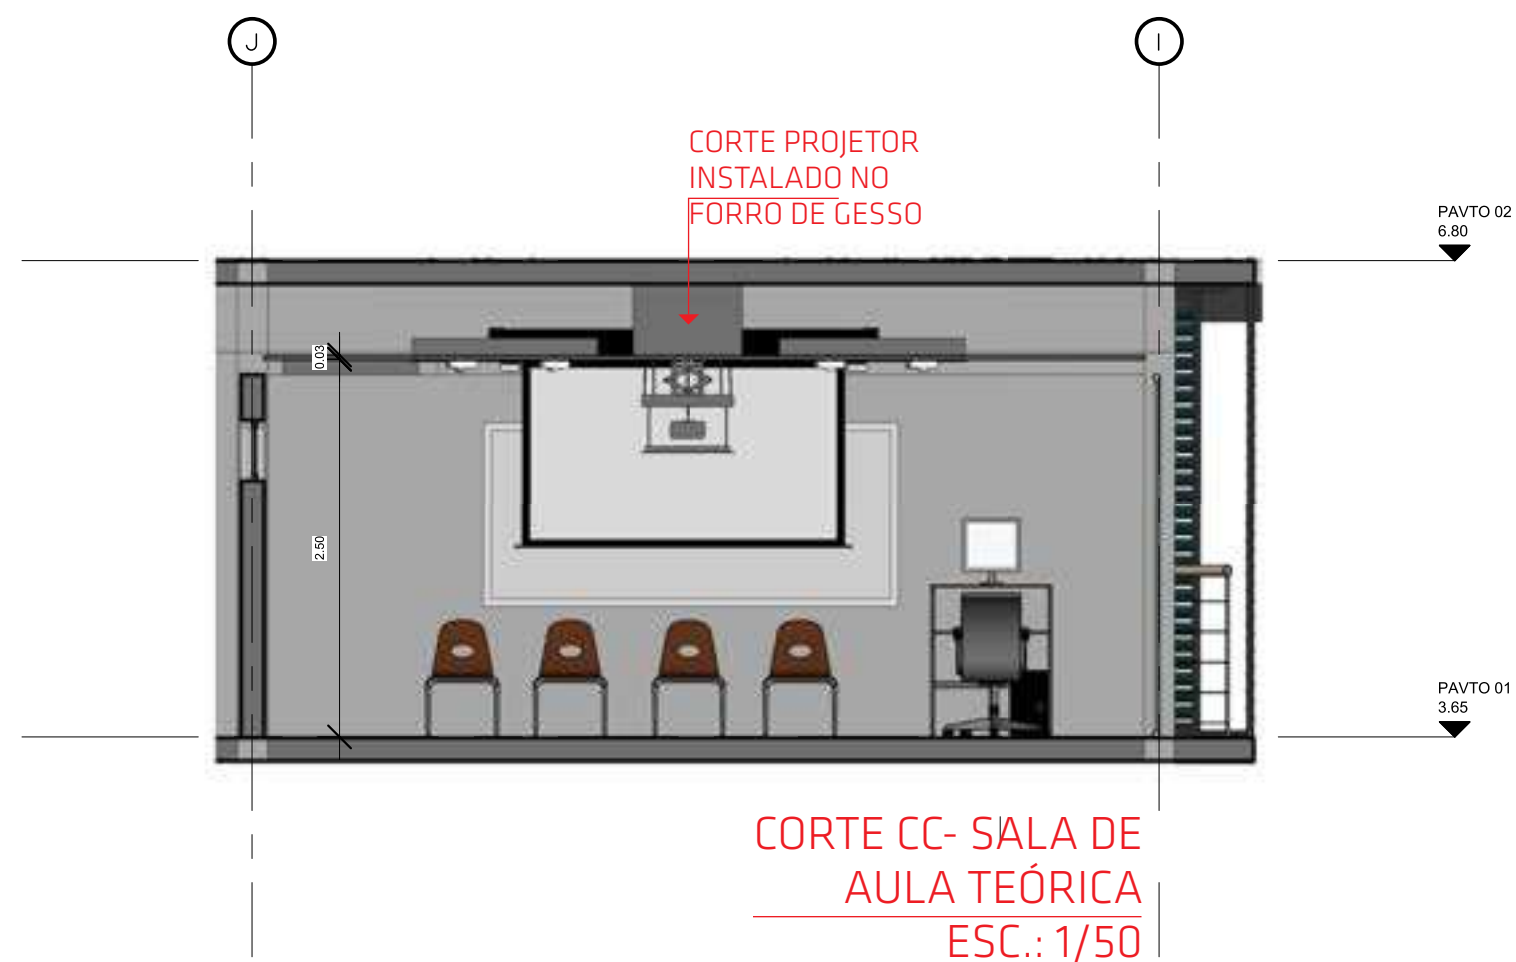 J
I
CORTE PROJETOR
INSTALADO NO
FORRO DE GESSO
PAVTO 02
6.80
0.03
2.50
PAVTO 01
3.65
CORTE CC- SALA DE
AULA TEÓRICA
ESC.: 1/50